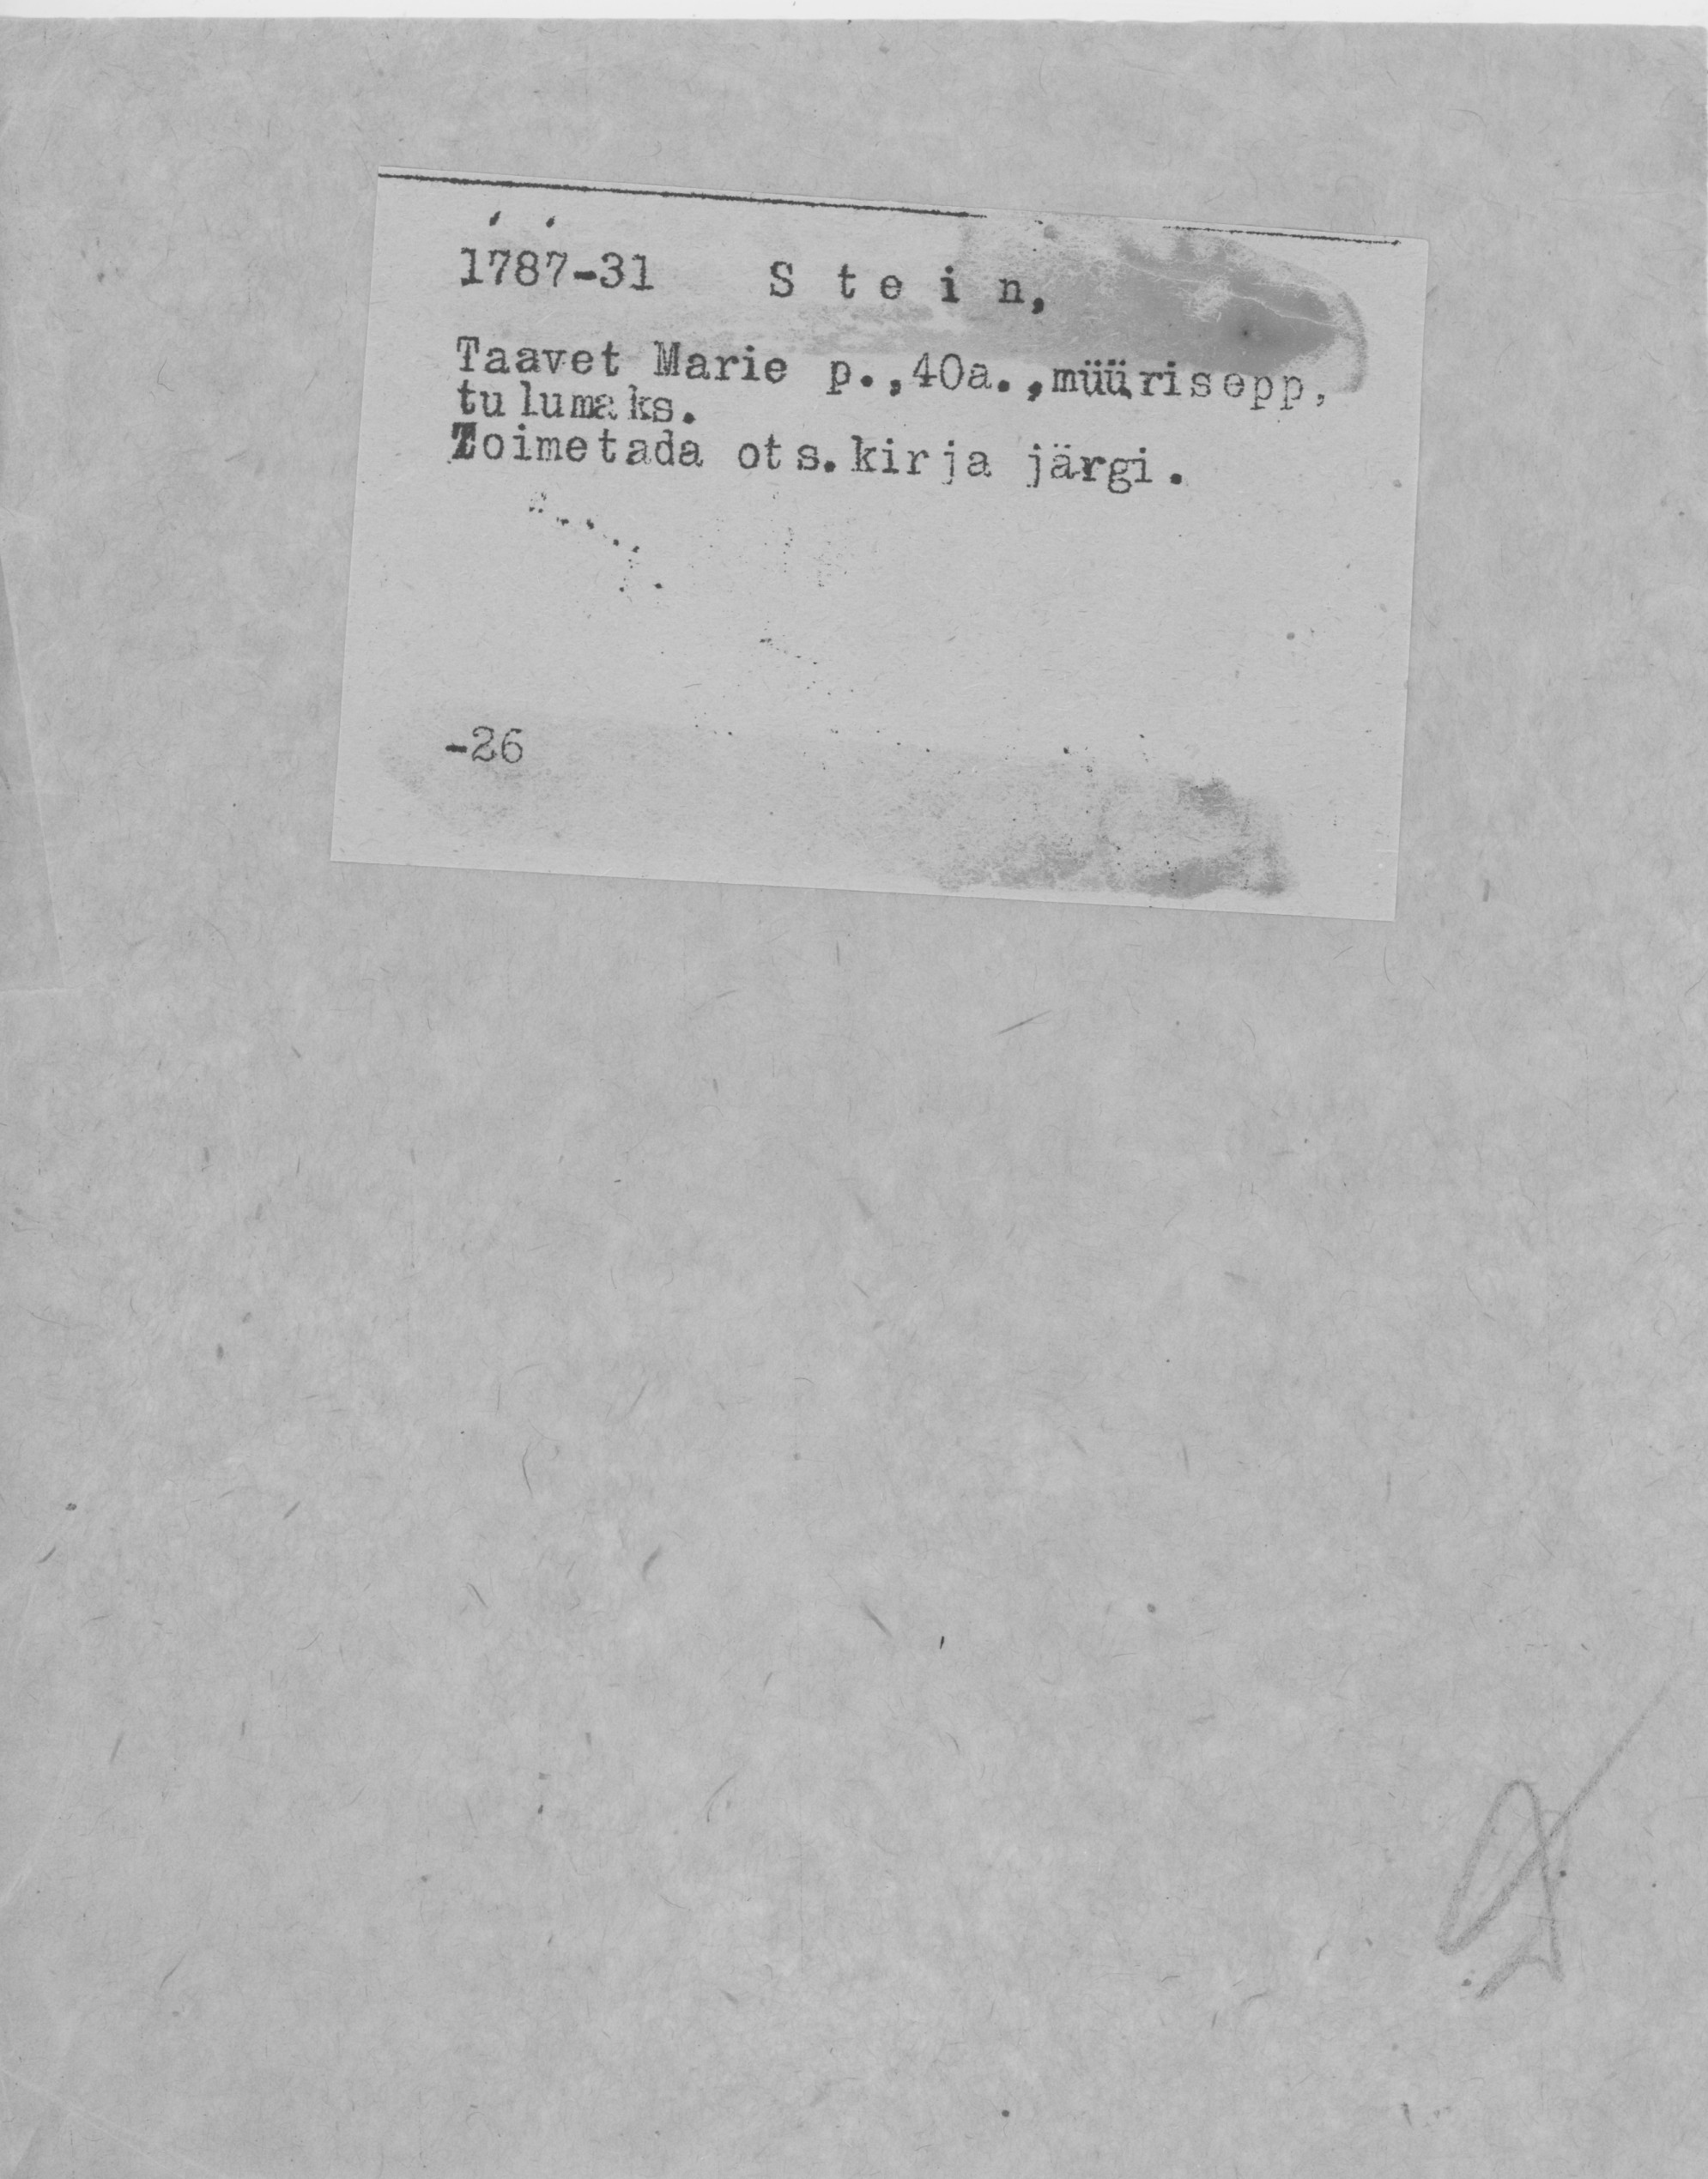 1787-31 S t e i n,
Taavet Marie p.,40a.,müürisepp,
tulumaks.
Toimetada ots.kirja järgi.
-26